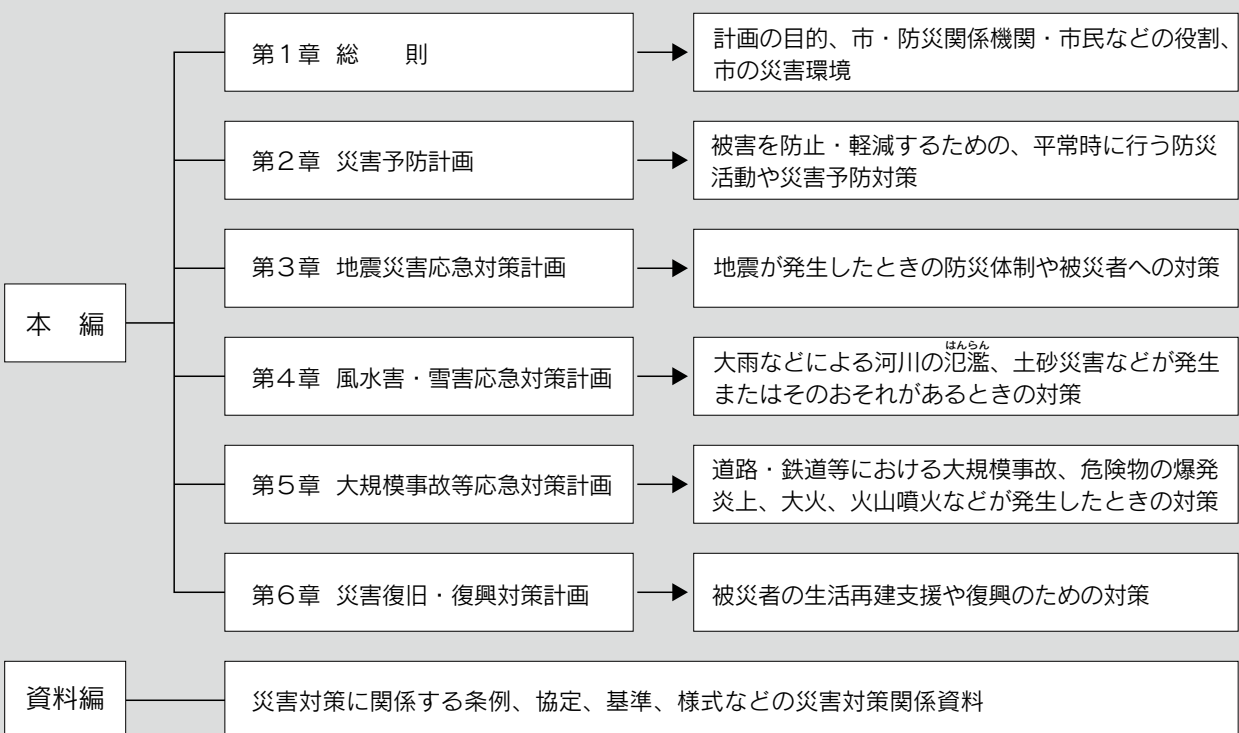 本　編
第1章 総　　則
計画の目的、市・防災関係機関・市民などの役割、
市の災害環境
第2章 災害予防計画
被害を防止・軽減するための、平常時に行う防災
活動や災害予防対策
第3章 地震災害応急対策計画
地震が発生したときの防災体制や被災者への対策
第4章 風水害・雪害応急対策計画
はんらん
大雨などによる河川の氾濫、土砂災害などが発生
またはそのおそれがあるときの対策
第5章 大規模事故等応急対策計画
道路・鉄道等における大規模事故、危険物の爆発
炎上、大火、火山噴火などが発生したときの対策
第6章 災害復旧・復興対策計画
被災者の生活再建支援や復興のための対策
資料編
災害対策に関係する条例、協定、基準、様式などの災害対策関係資料